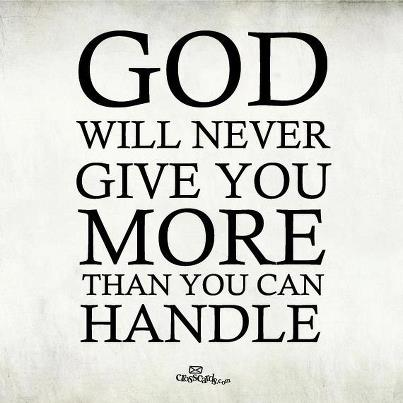 GOD
WILL NEVER
GIVE YOU
MORE
THAN YOU CAN
HANDLE
crosscards.com